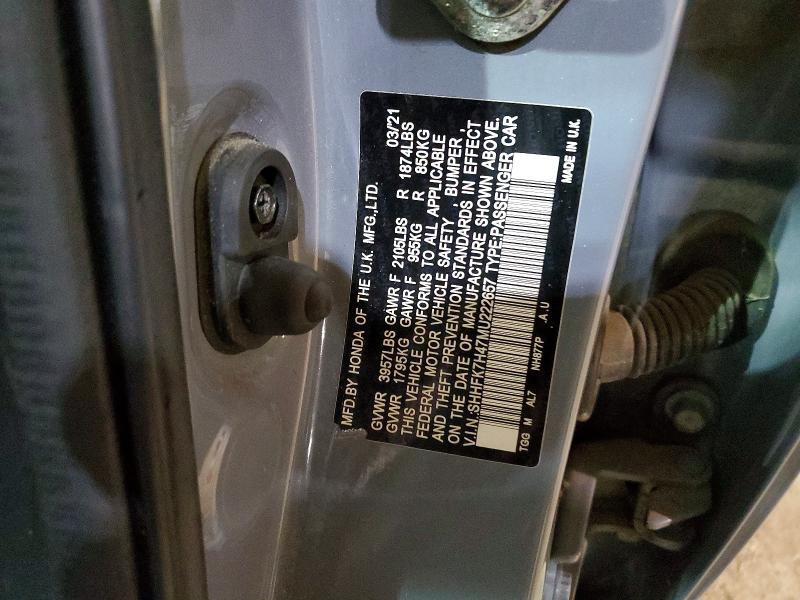 MFD.BY HONDA OF THE U.K. MFG.,LTD. 03/'21
GVWR 3957LBS GAWR F 2105LBS R 1874LBS
GVWR 1795KG GAWR F 955KG R 850KG
THIS VEHICLE CONFORMS TO ALL APPLICABLE
FEDERAL MOTOR VEHICLE SAFETY , BUMPER ,
AND THEFT PREVENTION STANDARDS IN EFFECT
ON THE DATE OF MANUFACTURE SHOWN ABOVE.
V.I.N.:SHHFK7H47MU222657 TYPE:PASSENGER CAR
TGG M AL7 NH877P A.U MADE IN U.K.